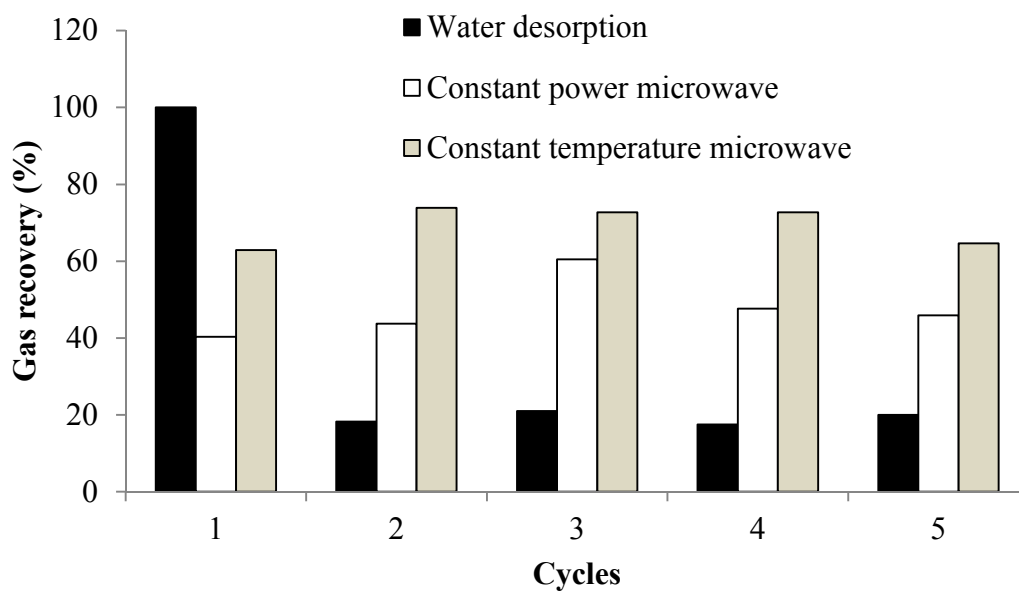 120
100
80
60
40
20
0
Gas recovery (%)
Water desorption
Constant power microwave
Constant temperature microwave
1 2 3 4 5
Cycles